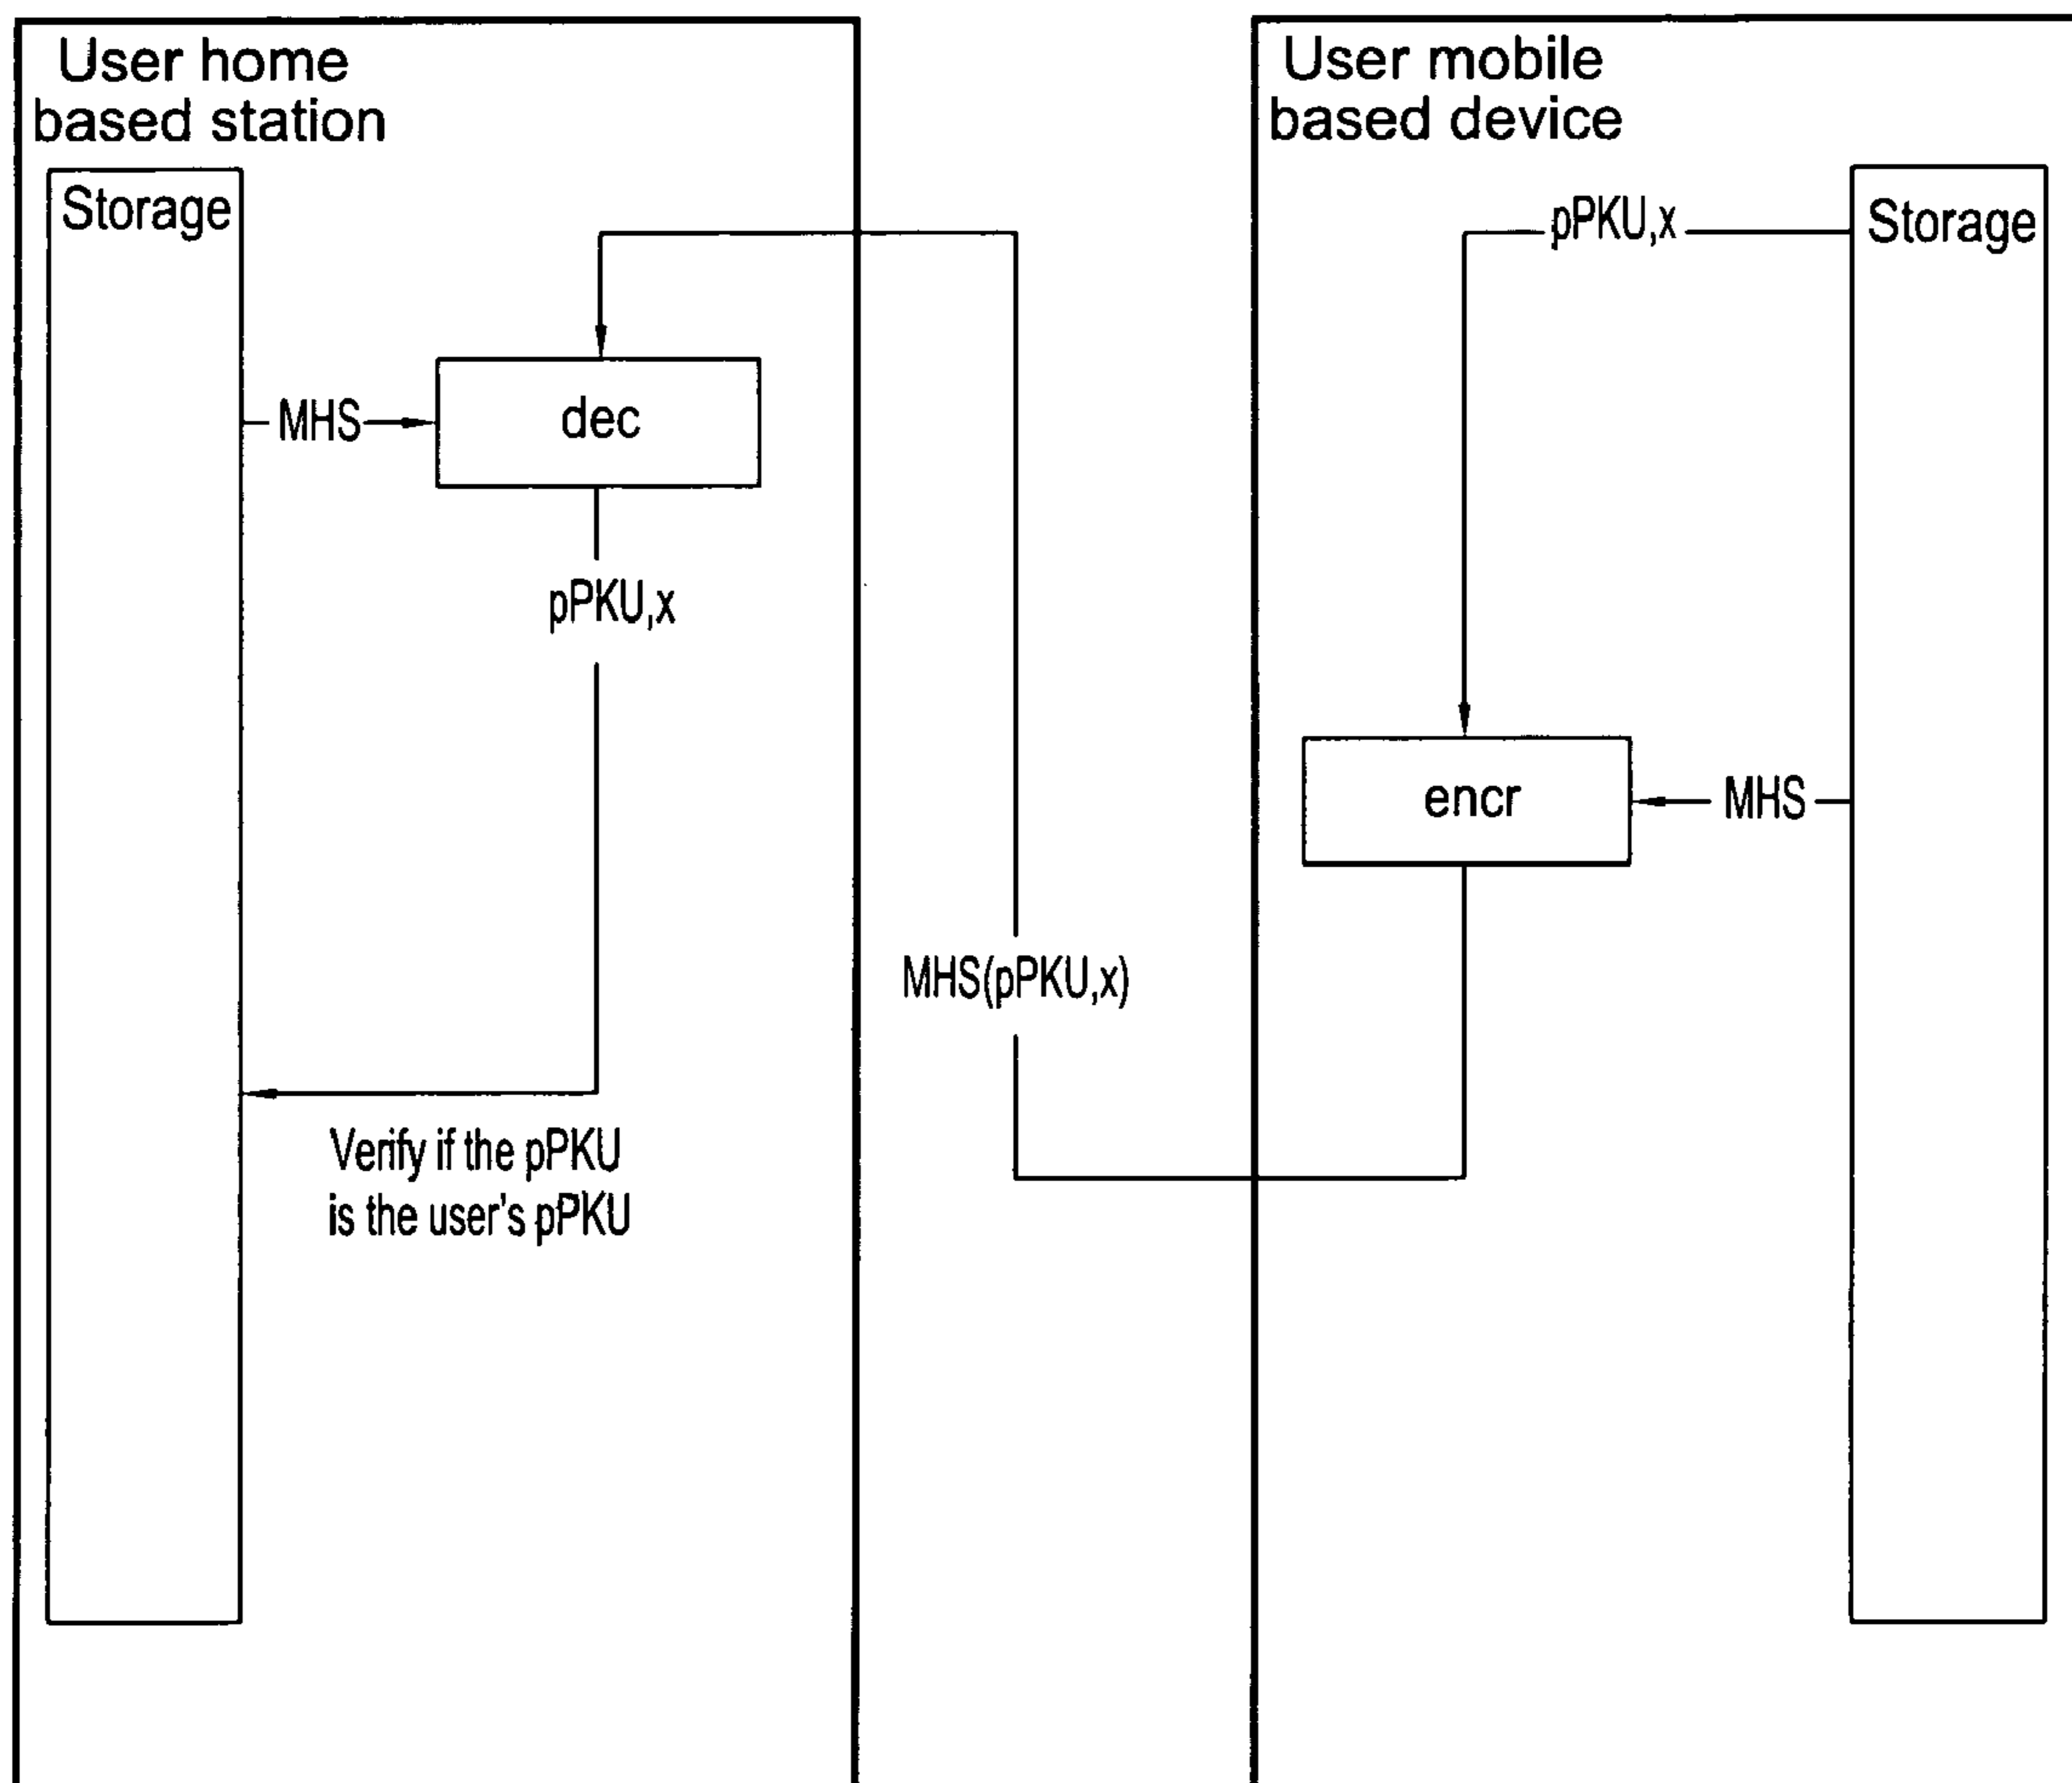 User home
based station
Storage
MHS
dec
pPKU,x
Verify if the pPKU
is the user's pPKU
MHS(pPKU,x)
User mobile
based device
pPKU,x
Storage
encr
MHS